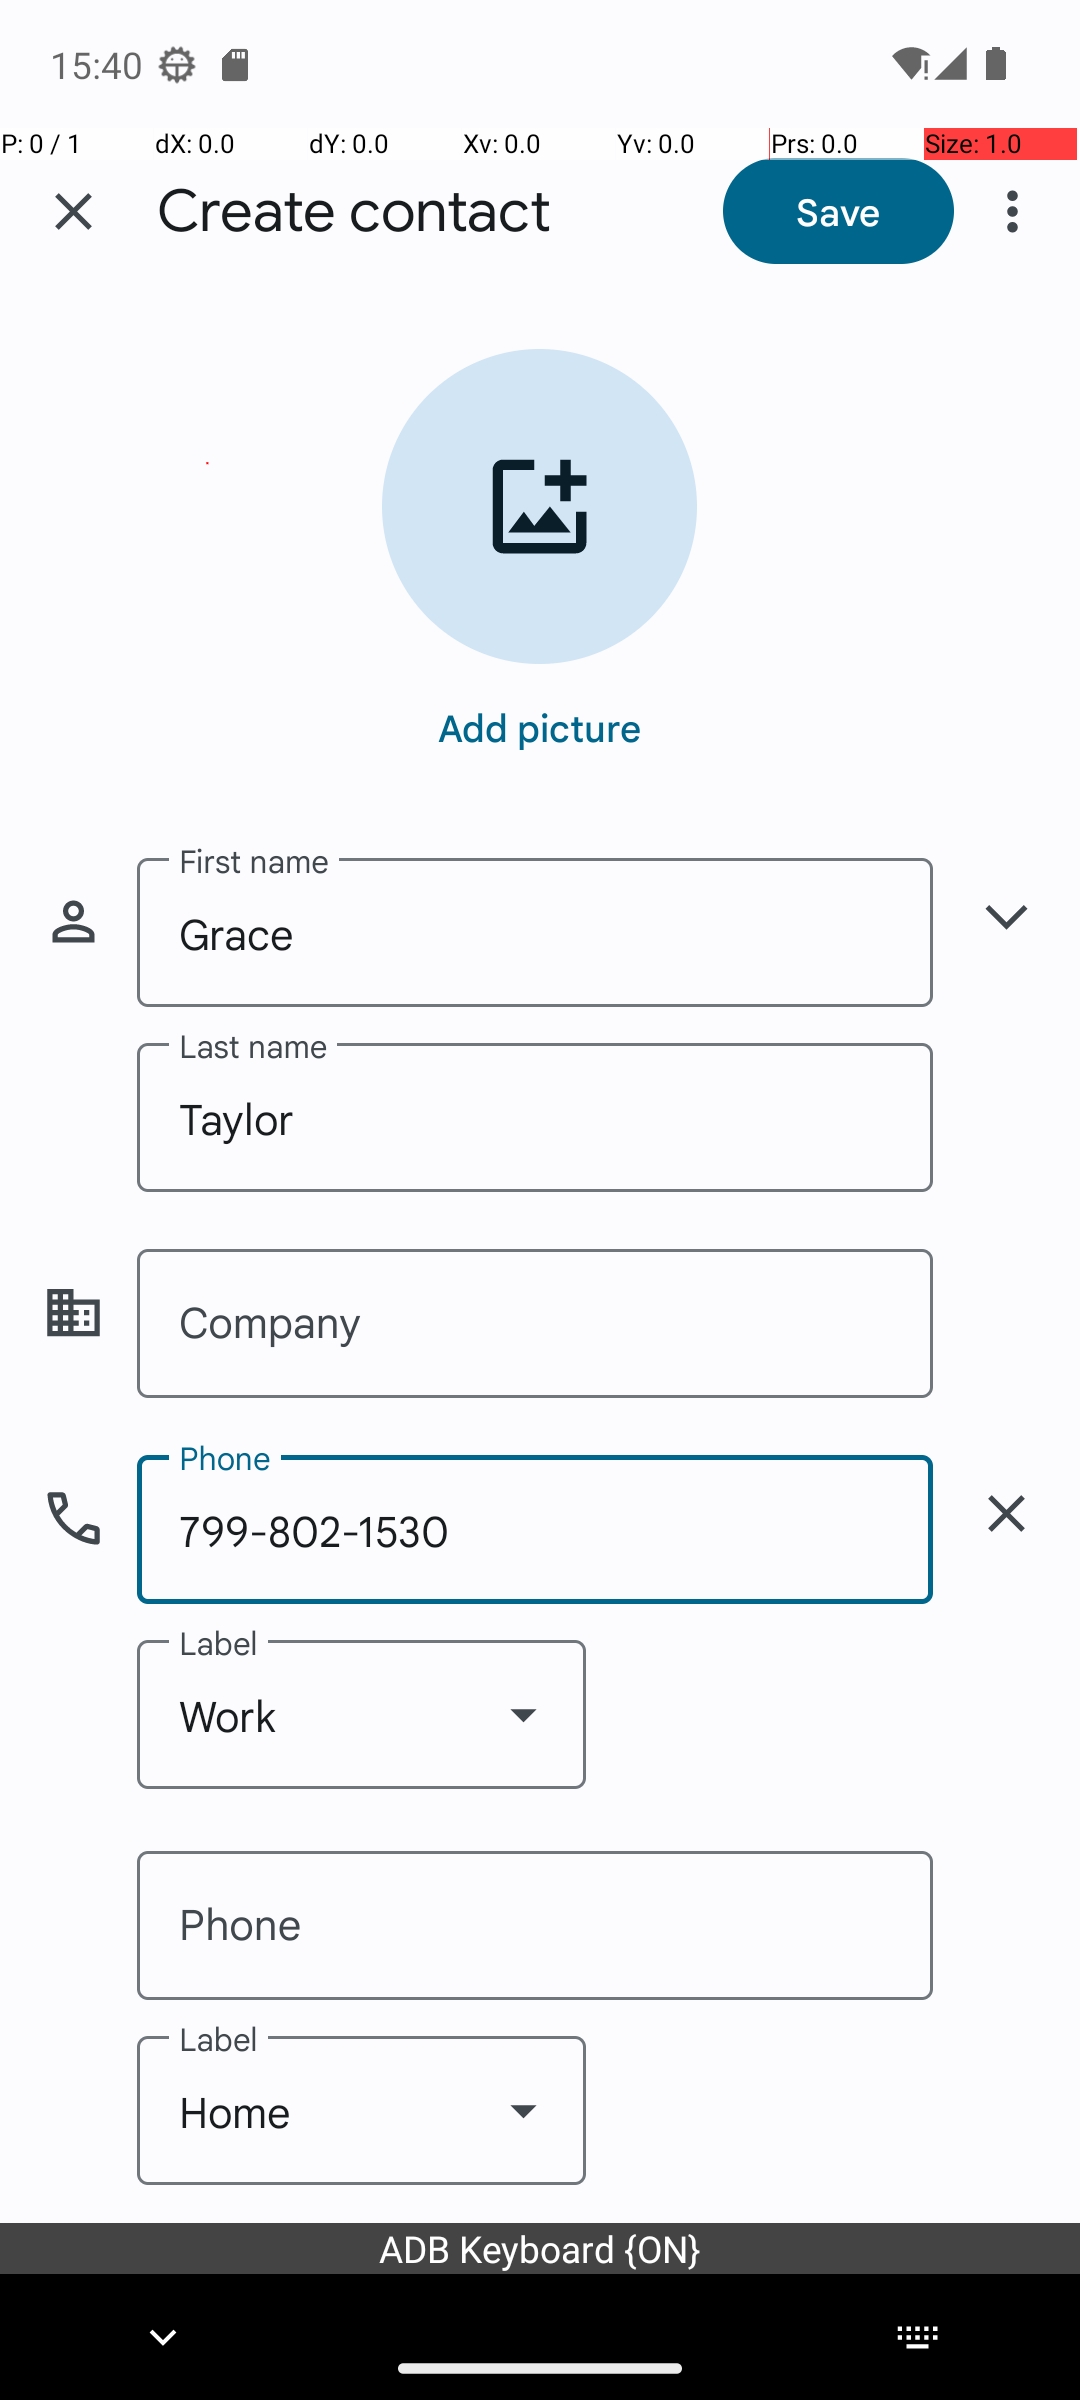 15:40
P: 0 / 1 dX: 0.0 dY: 0.0 Xv: 0.0 Yv: 0.0 Prs: 0.0 Size: 1.0
Create contact Save
Add picture
First name
Grace
Last name
Taylor
Company
Phone
799-802-1530
Label
Work
Phone
Label
Home
ADB Keyboard {ON}